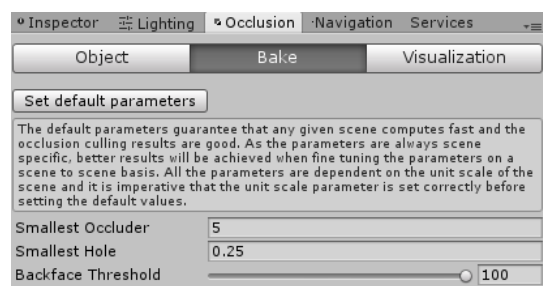 Inspector Lighting Occlusion Navigation Services
Object Bake Visualization
Set default parameters
The default parameters guarantee that any given scene computes fast and the
occlusion culling results are good. As the parameters are always scene
specific, better results will be achieved when fine tuning the parameters on a
scene to scene basis. All the parameters are dependent on the unit scale of the
scene and it is imperative that the unit scale parameter is set correctly before
setting the default values.
Smallest Occluder 5
Smallest Hole 0.25
Backface Threshold 100